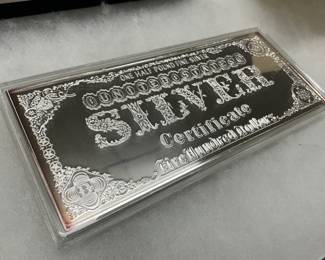 ONE HALF POUND FINE SILVER
SILVER
Certificate
Five Hundred Dollars